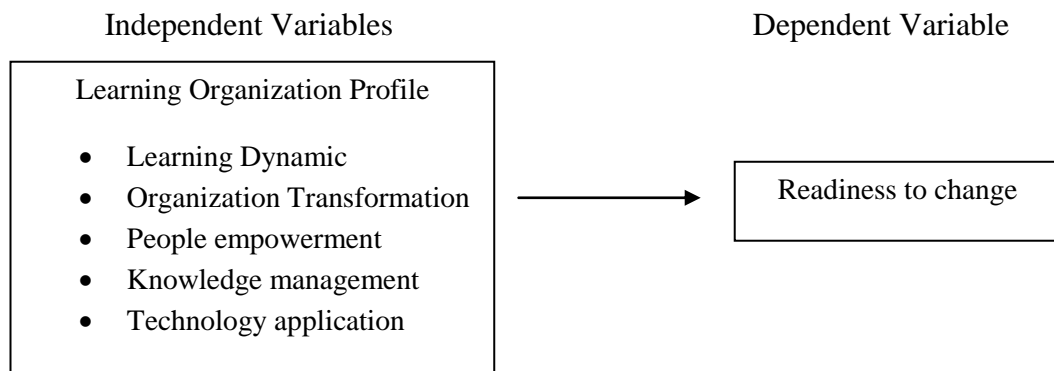 Independent Variables
Dependent Variable
Learning Organization Profile
• Learning Dynamic
• Organization Transformation
• People empowerment
• Knowledge management
• Technology application
Readiness to change